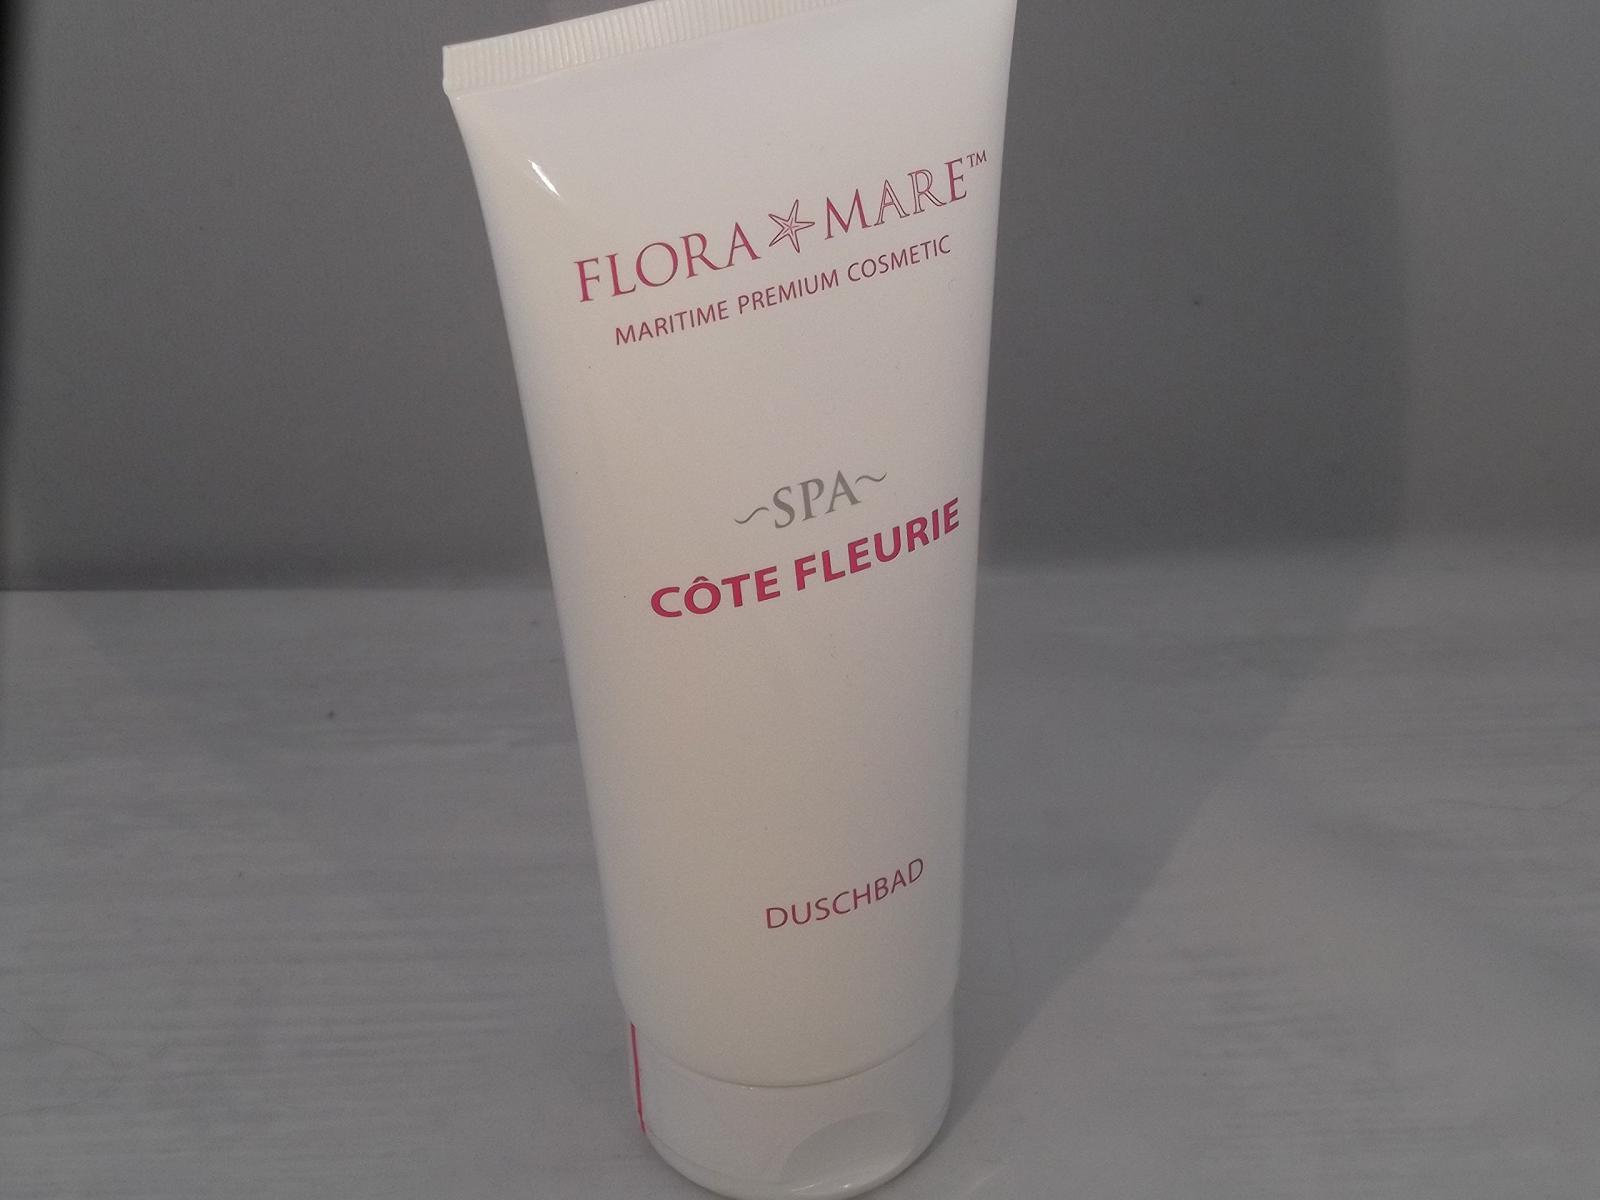 FLORA MARE™
MARITIME PREMIUM COSMETIC
~SPA~
CÔTE FLEURIE
DUSCHBAD